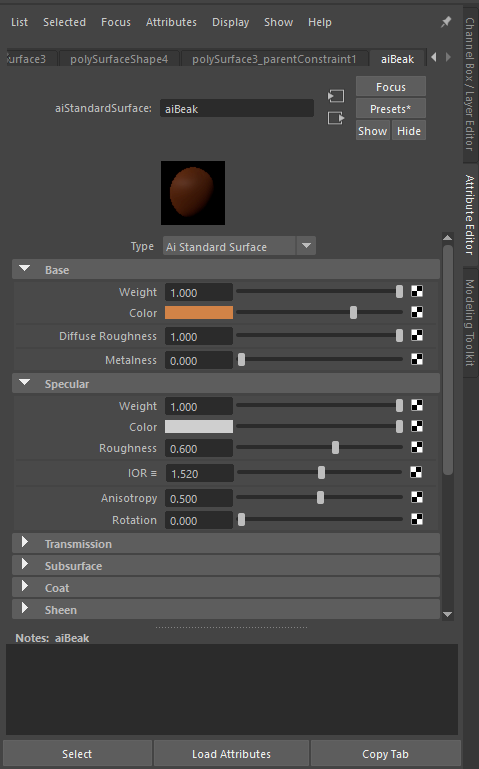 List Selected Focus Attributes Display Show Help
urface3 polySurfaceShape4 polySurface3_parentConstraint1 aiBeak
Focus
aiStandardSurface: aiBeak
Presets*
Show Hide
Type Ai Standard Surface
Base
Weight 1.000
Color
Diffuse Roughness 1.000
Metalness 0.000
Specular
Weight 1.000
Color
Roughness 0.600
IOR ≡ 1.520
Anisotropy 0.500
Rotation 0.000
Transmission
Subsurface
Coat
Sheen
Notes: aiBeak
Select Load Attributes Copy Tab
Channel Box / Layer Editor
Attribute Editor
Modeling Toolkit